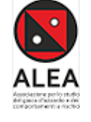 ALEA
Associazione per lo studio
del gioco d'azzardo e dei
comportamenti a rischio